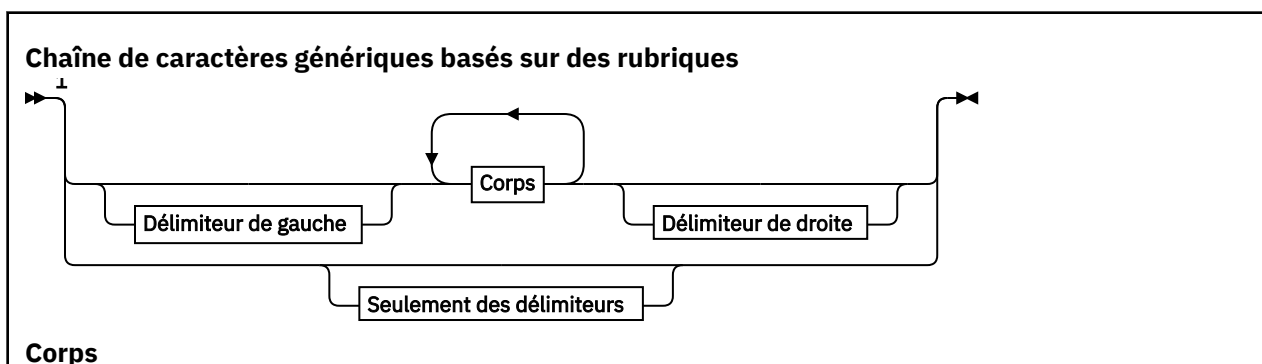 Chaîne de caractères génériques basés sur des rubriques
1
Corps
Délimiteur de gauche
Délimiteur de droite
Seulement des délimiteurs
Corps